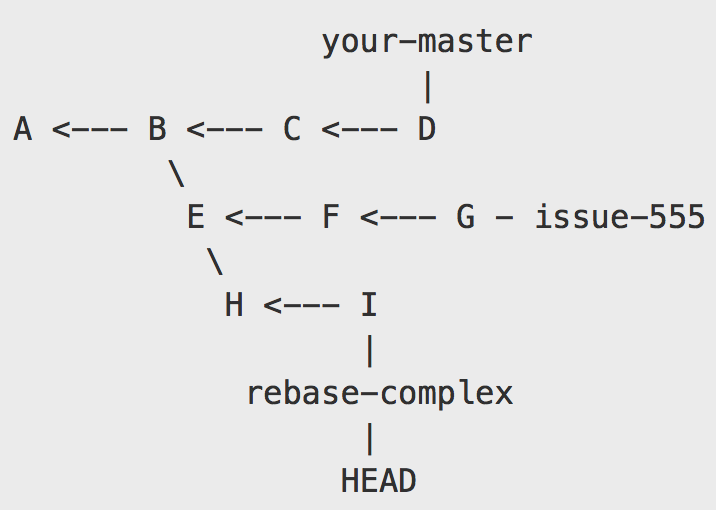 your-master
|
A <--- B <--- C <--- D
\
E <--- F <--- G - issue-555
\
H <--- I
|
rebase-complex
|
HEAD